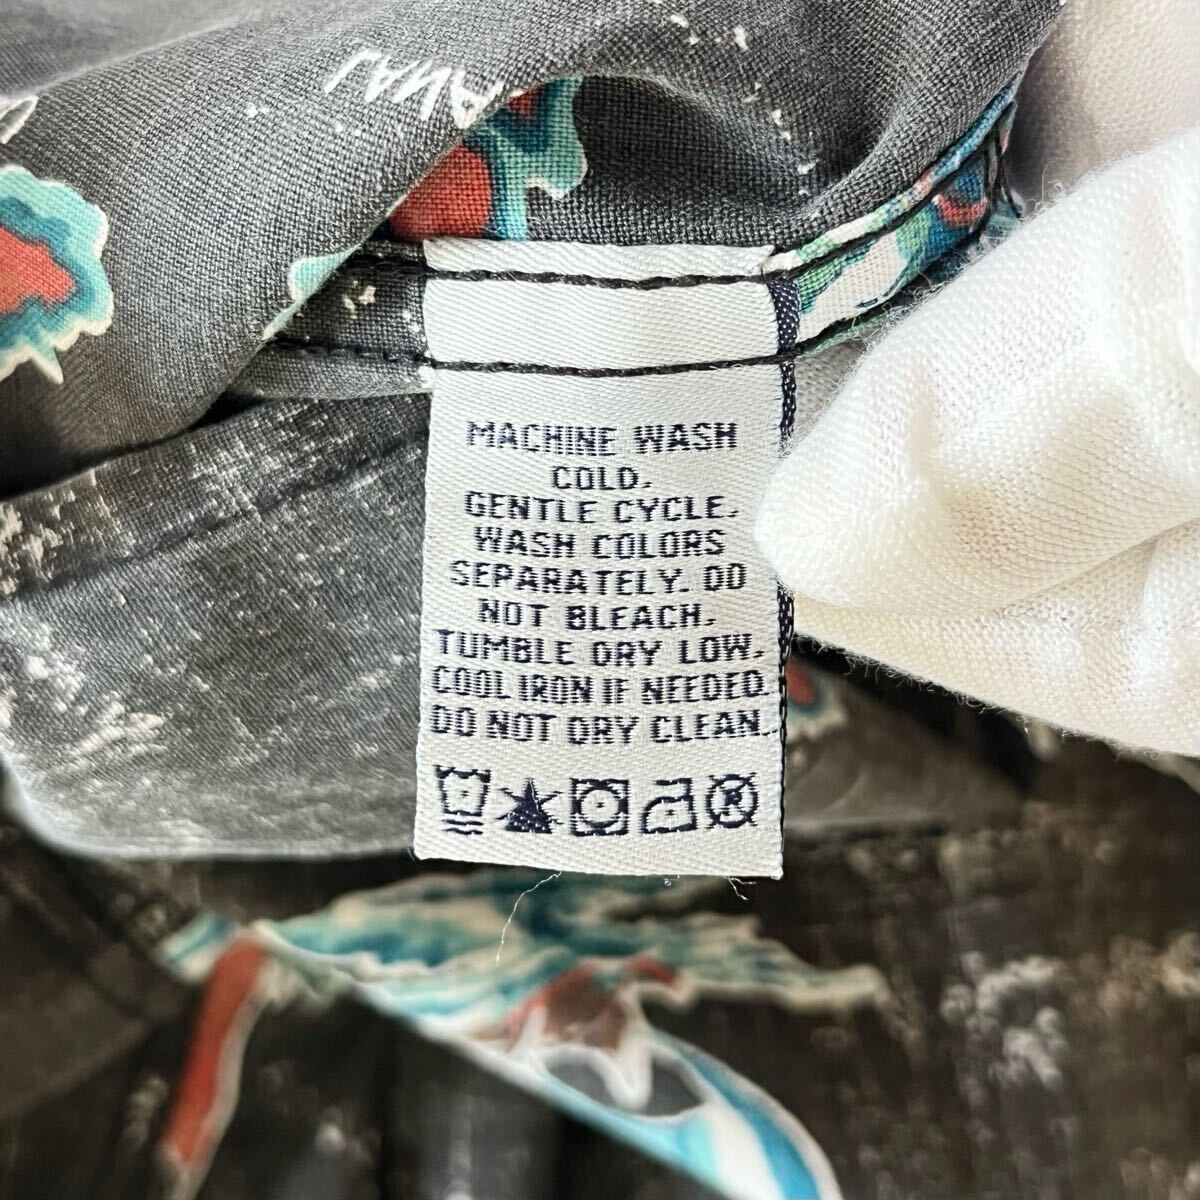 MACHINE WASH
COLD.
GENTLE CYCLE.
WASH COLORS
SEPARATELY. DO
NOT BLEACH.
TUMBLE DRY LOW.
COOL IRON IF NEEDED.
DO NOT DRY CLEAN.
R